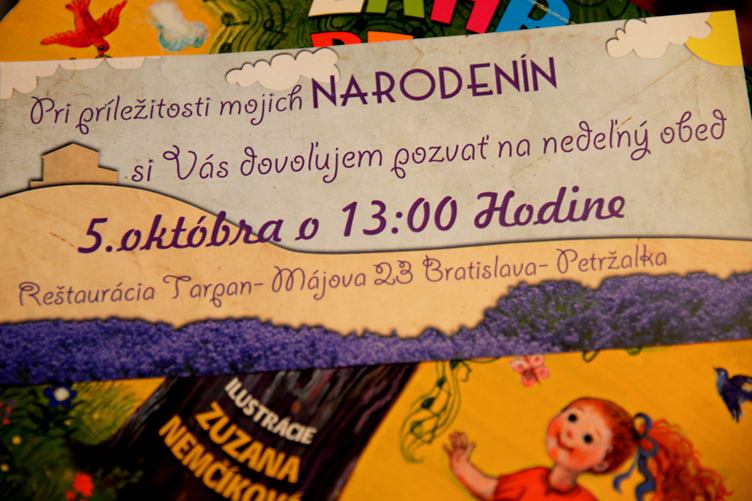 Pri príležitosti mojich NARODENÍN
si Vás dovoľujem pozvať na nedeľný obed
5.októbra o 13:00 Hodine
Reštaurácia Tarpan- Májova 23 Bratislava- Petržalka
ILUSTRÁCIE
ZUZANA
NEMČÍKOVÁ